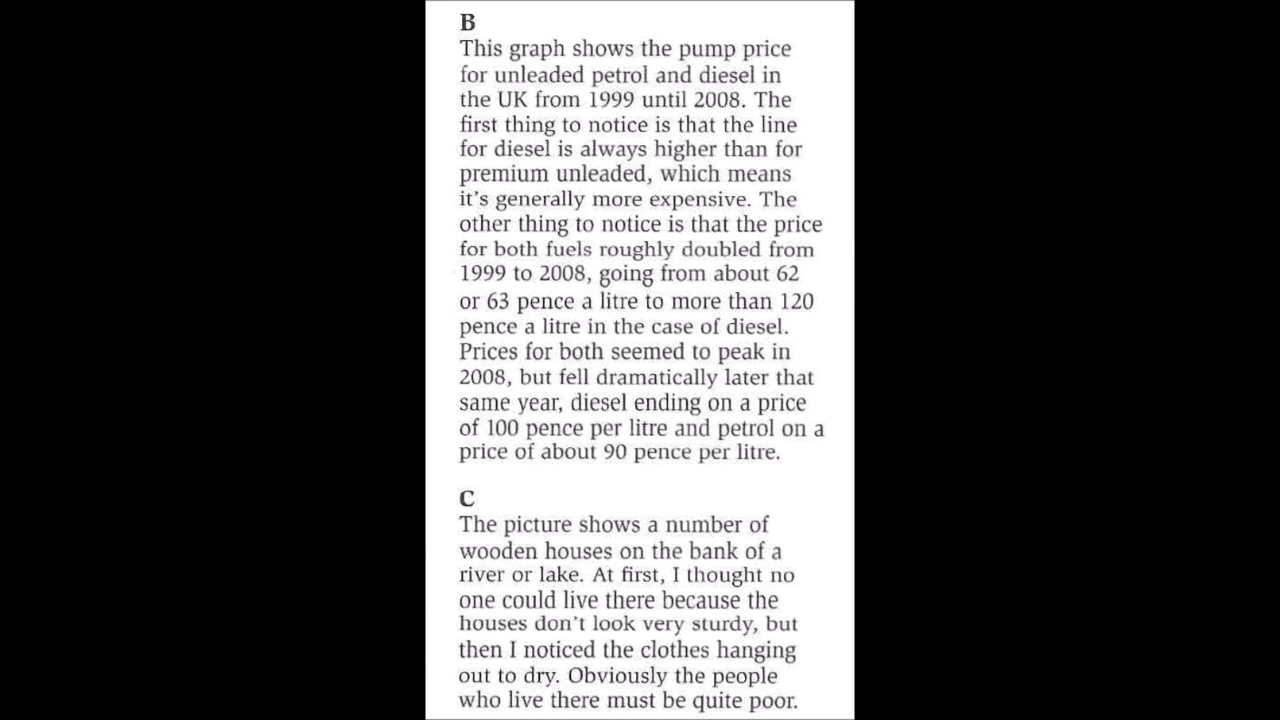 B
This graph shows the pump price
for unleaded petrol and diesel in
the UK from 1999 until 2008. The
first thing to notice is that the line
for diesel is always higher than for
premium unleaded, which means
it's generally more expensive. The
other thing to notice is that the price
for both fuels roughly doubled from
1999 to 2008, going from about 62
or 63 pence a litre to more than 120
pence a litre in the case of diesel.
Prices for both seemed to peak in
2008, but fell dramatically later that
same year, diesel ending on a price
of 100 pence per litre and petrol on a
price of about 90 pence per litre.
C
The picture shows a number of
wooden houses on the bank of a
river or lake. At first, I thought no
one could live there because the
houses don't look very sturdy, but
then I noticed the clothes hanging
out to dry. Obviously the people
who live there must be quite poor.